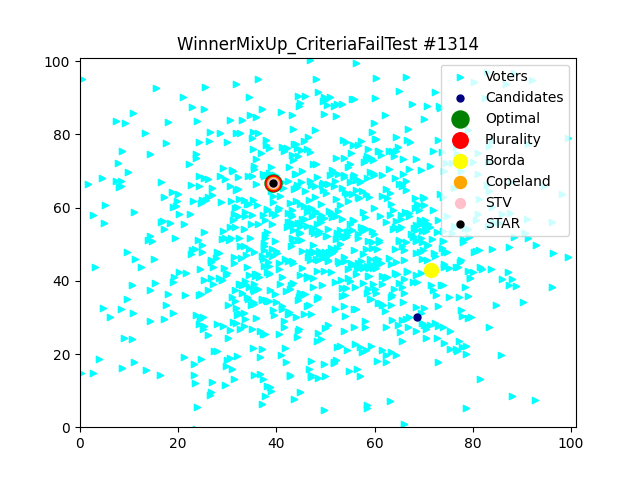 WinnerMixUp_CriteriaFailTest #1314
100
80
60
40
20
0
0 20 40 60 80 100
Voters
Candidates
Optimal
Plurality
Borda
Copeland
STV
STAR